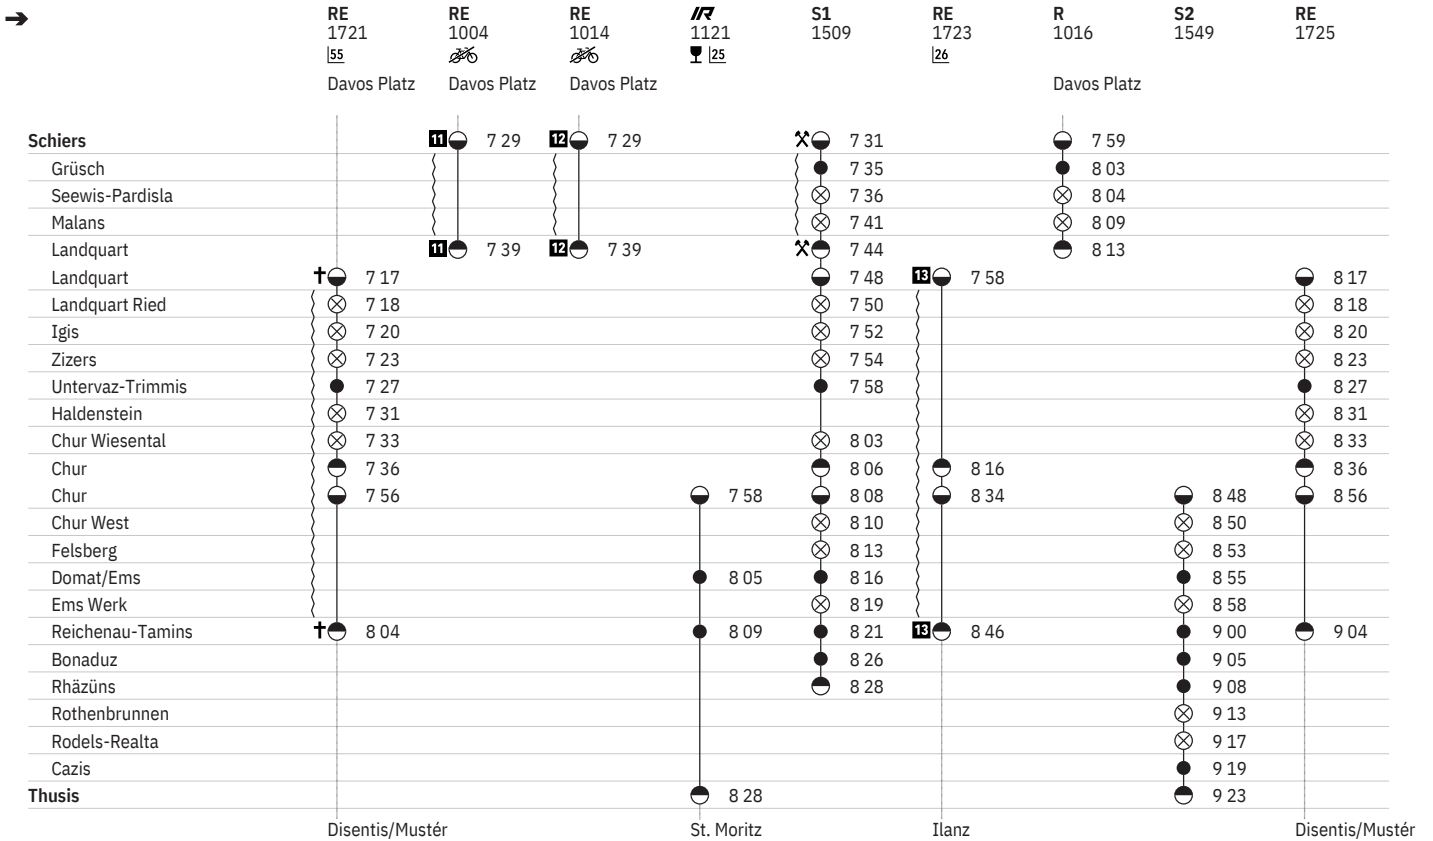 RE RE RE IR S1 RE R S2 RE
1721 1004 1014 1121 1509 1723 1016 1549 1725
55 25 26
Davos Platz Davos Platz Davos Platz Davos Platz
Schiers 11 7 29 12 7 29 7 31 7 59
Grüsch 7 35 8 03
Seewis-Pardisla 7 36 8 04
Malans 7 41 8 09
Landquart 11 7 39 12 7 39 7 44 8 13
Landquart 7 17 7 48 13 7 58 8 17
Landquart Ried 7 18 7 50 8 18
Igis 7 20 7 52 8 20
Zizers 7 23 7 54 8 23
Untervaz-Trimmis 7 27 7 58 8 27
Haldenstein 7 31 8 31
Chur Wiesental 7 33 8 03 8 33
Chur 7 36 8 06 8 16 8 36
Chur 7 56 7 58 8 08 8 34 8 48 8 56
Chur West 8 10 8 50
Felsberg 8 13 8 53
Domat/Ems 8 05 8 16 8 55
Ems Werk 8 19 8 58
Reichenau-Tamins 8 04 8 09 8 21 13 8 46 9 00 9 04
Bonaduz 8 26 9 05
Rhäzüns 8 28 9 08
Rothenbrunnen 9 13
Rodels-Realta 9 17
Cazis 9 19
Thusis 8 28 9 23
Disentis/Mustér St. Moritz Ilanz Disentis/Mustér